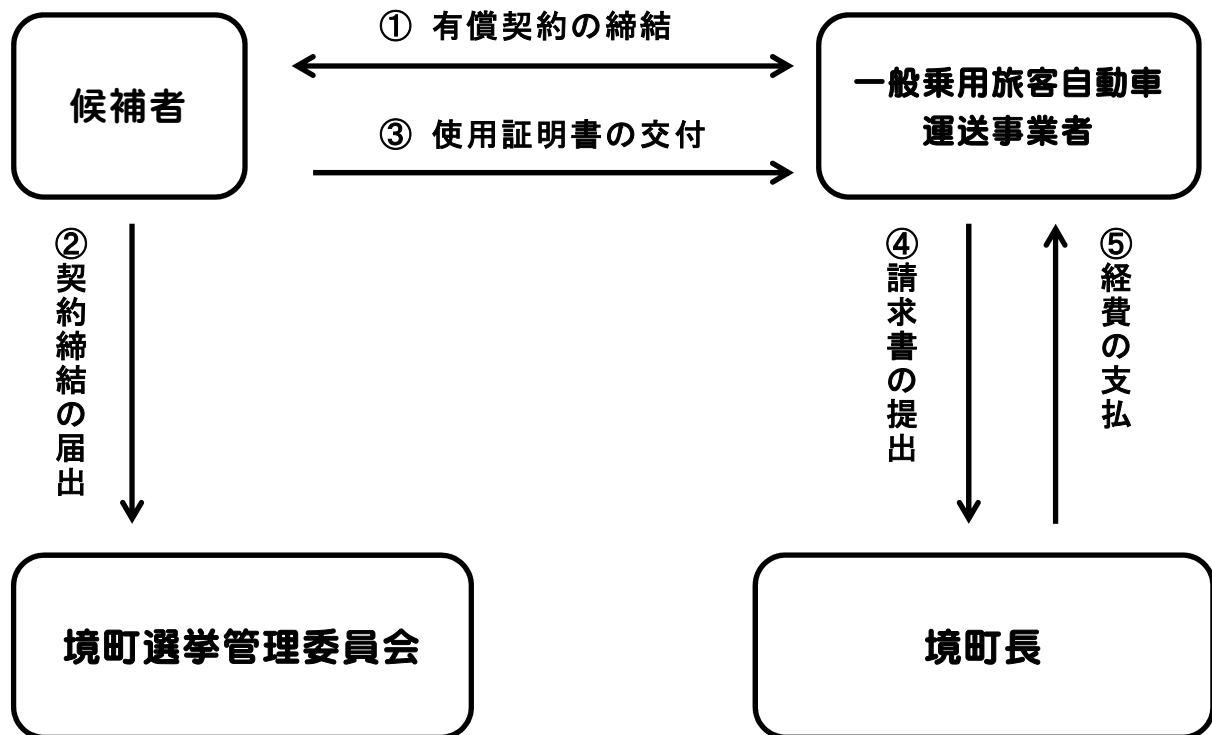 ① 有償契約の締結
候補者
一般乗用旅客自動車
運送事業者
③ 使用証明書の交付
②契約締結の届出
④請求書の提出
⑤経費の支払
境町選挙管理委員会
境町長